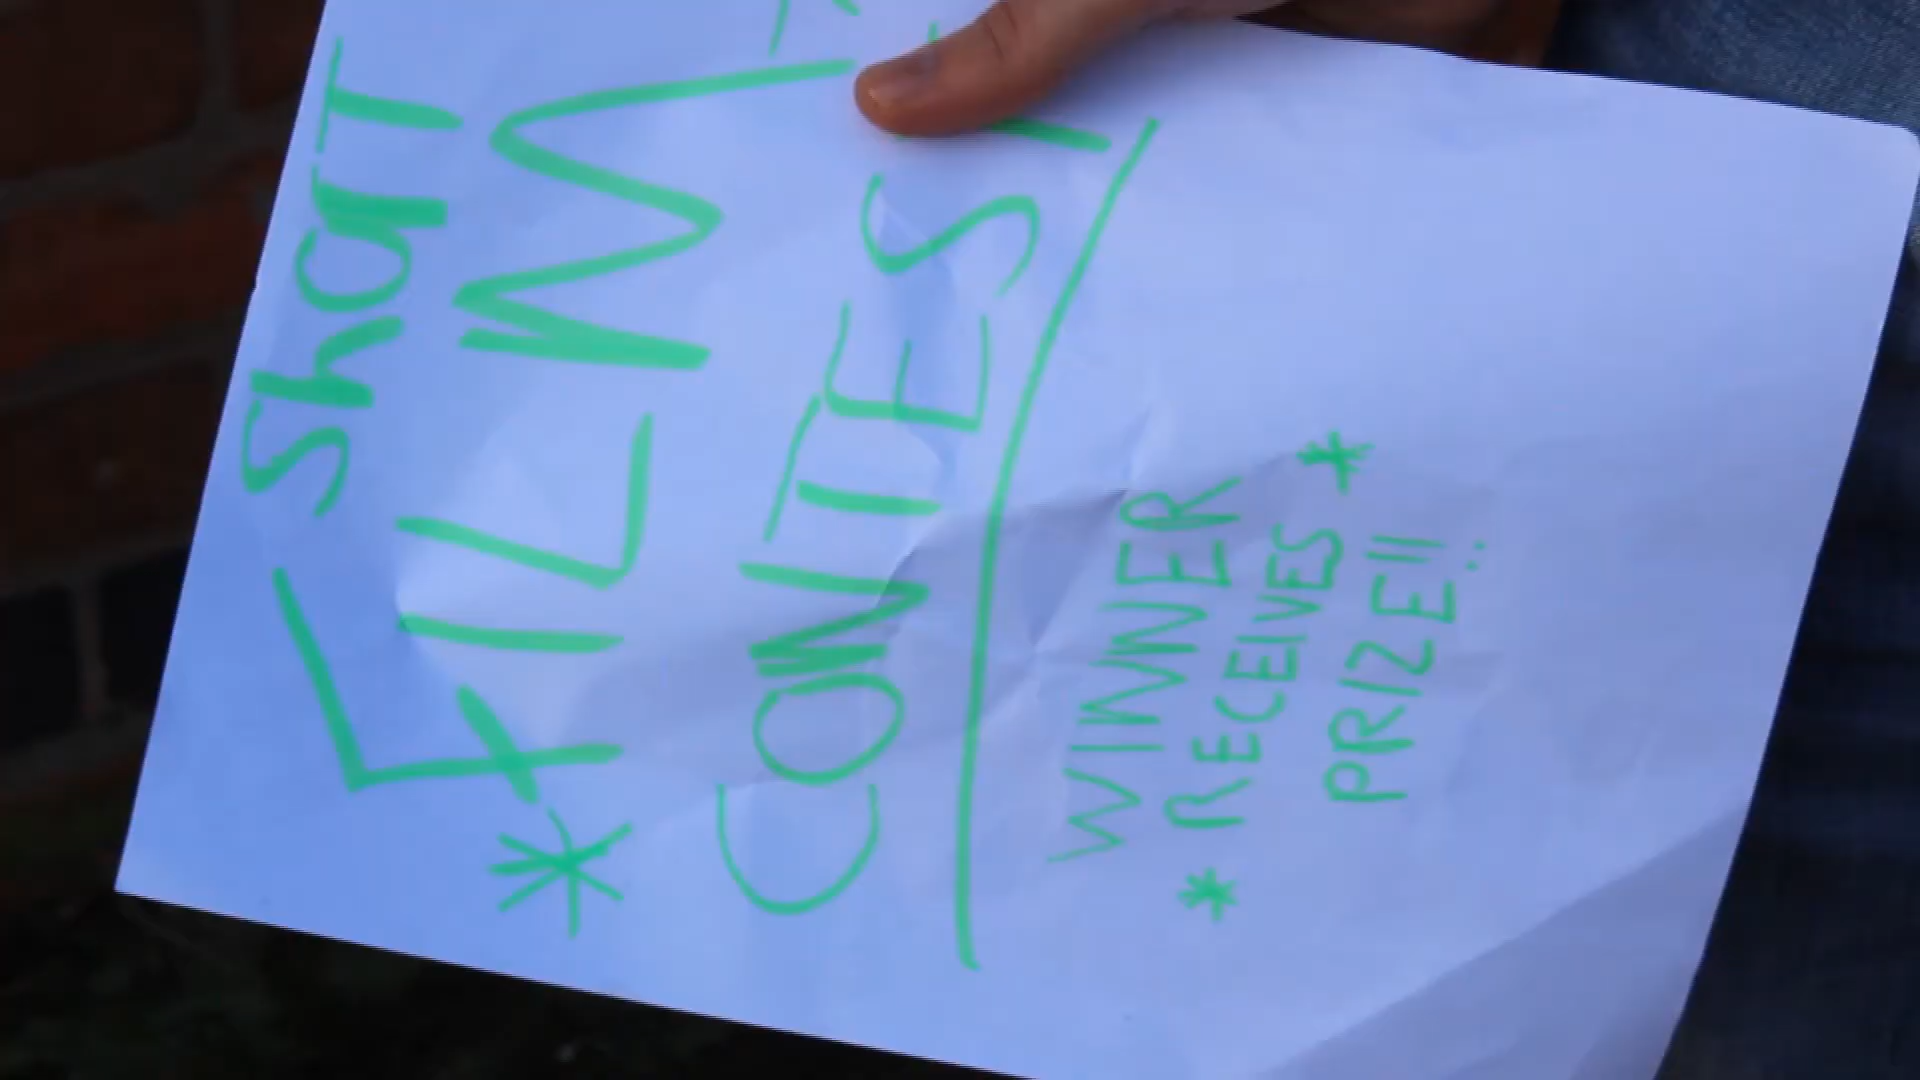 ShOrT
* FILM *
CONTEST
WINNER
* RECEIVES *
PRIZE!!